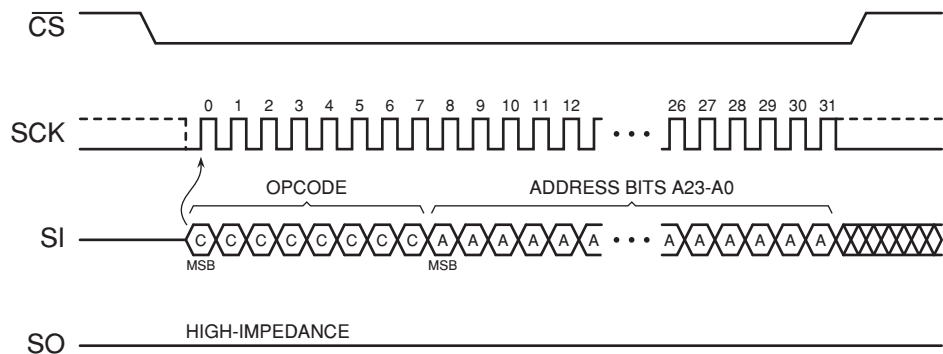 CS
0 1 2 3 4 5 6 7 8 9 10 11 12 26 27 28 29 30 31
SCK
OPCODE ADDRESS BITS A23-A0
SI C C C C C C C C A A A A A A A A A A A A
MSB MSB
HIGH-IMPEDANCE
SO